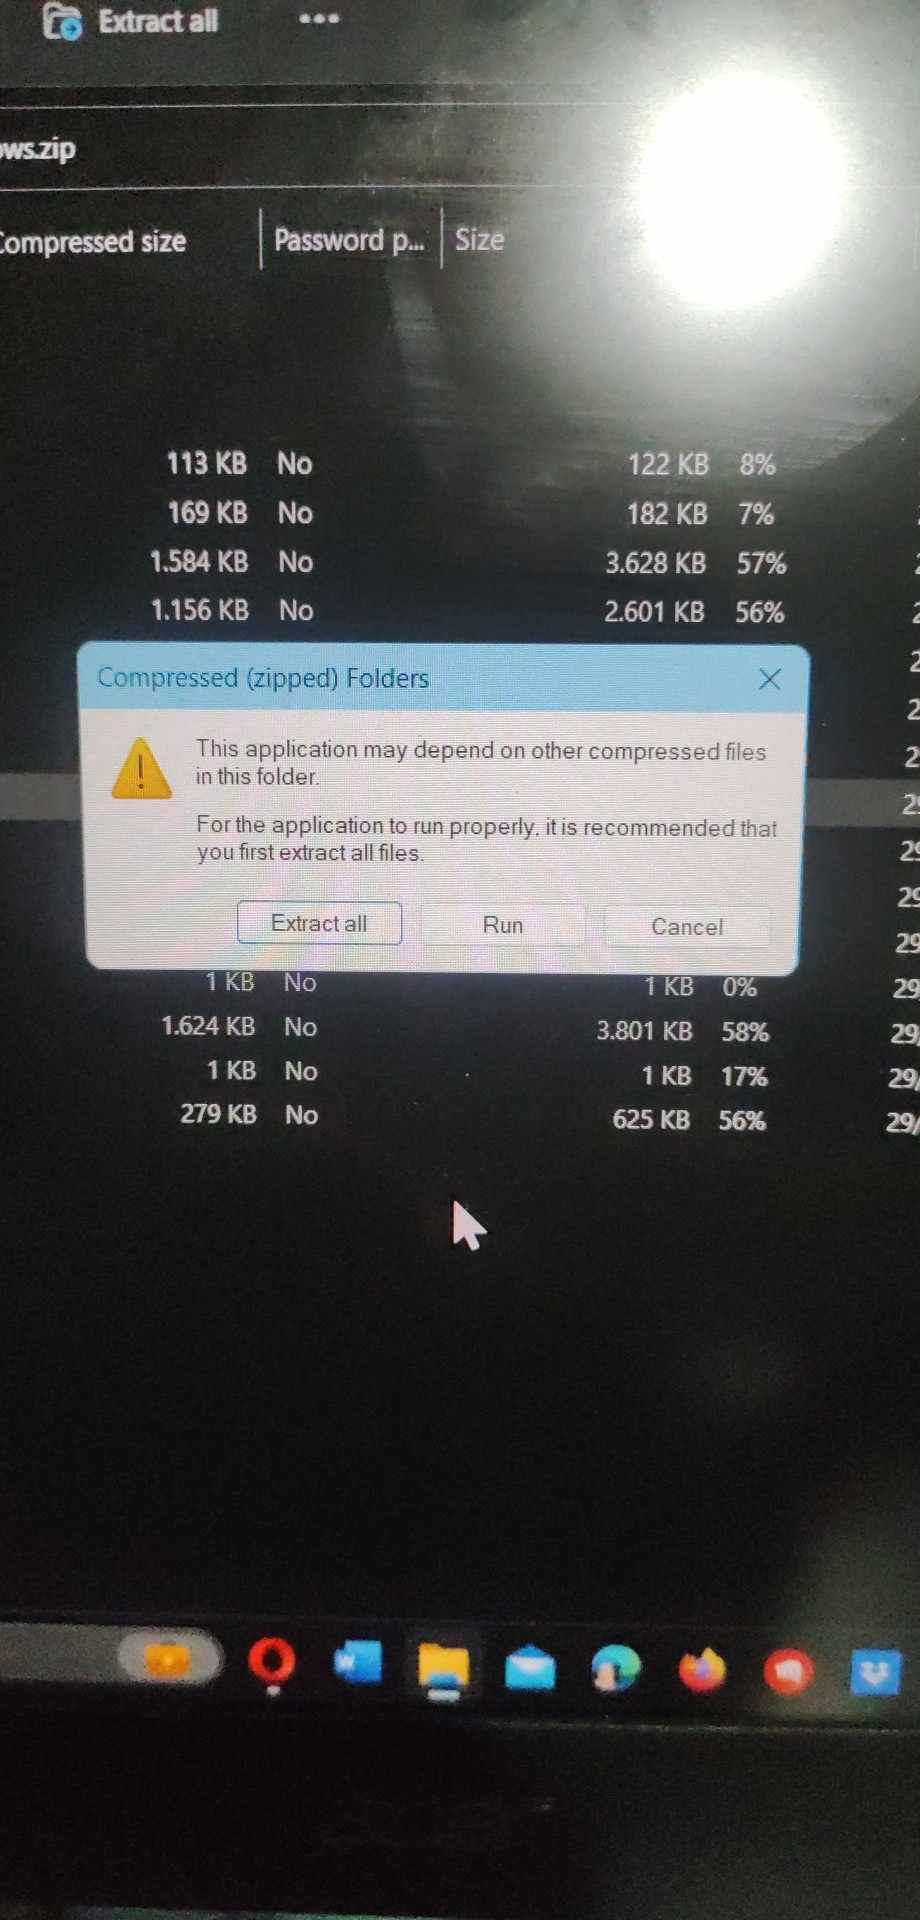 Extract all
ws.zip
Compressed size Password p... Size
113 KB No 122 KB 8%
169 KB No 182 KB 7%
1.584 KB No 3.628 KB 57%
1.156 KB No 2.601 KB 56%
Compressed (zipped) Folders
This application may depend on other compressed files
in this folder.
For the application to run properly, it is recommended that
you first extract all files.
Extract all Run Cancel
1 KB No 1 KB 0% 29
1.624 KB No 3.801 KB 58% 29/
1 KB No 1 KB 17% 29/
279 KB No 625 KB 56% 29/